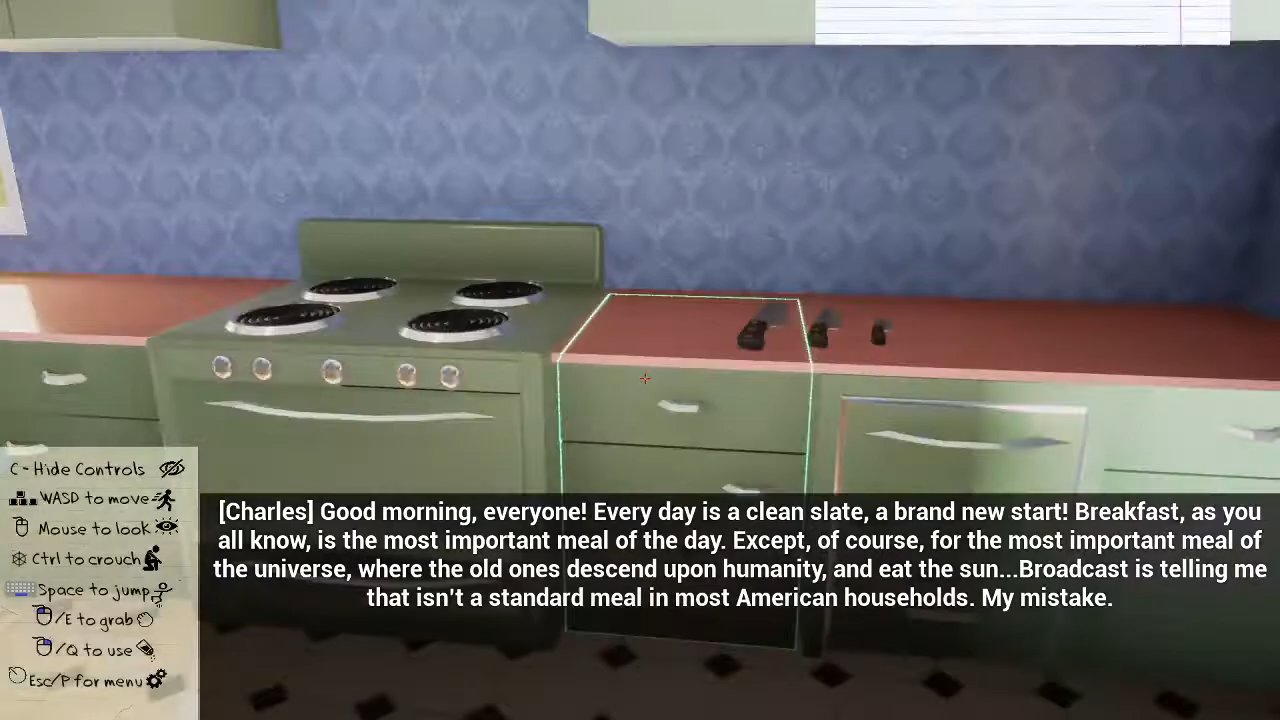 C - Hide Controls
WASD to move
Mouse to look
Ctrl to crouch
Space to jump
/E to grab
/Q to use
Esc/P for menu
[Charles] Good morning, everyone! Every day is a clean slate, a brand new start! Breakfast, as you
all know, is the most important meal of the day. Except, of course, for the most important meal of
the universe, where the old ones descend upon humanity, and eat the sun...Broadcast is telling me
that isn't a standard meal in most American households. My mistake.